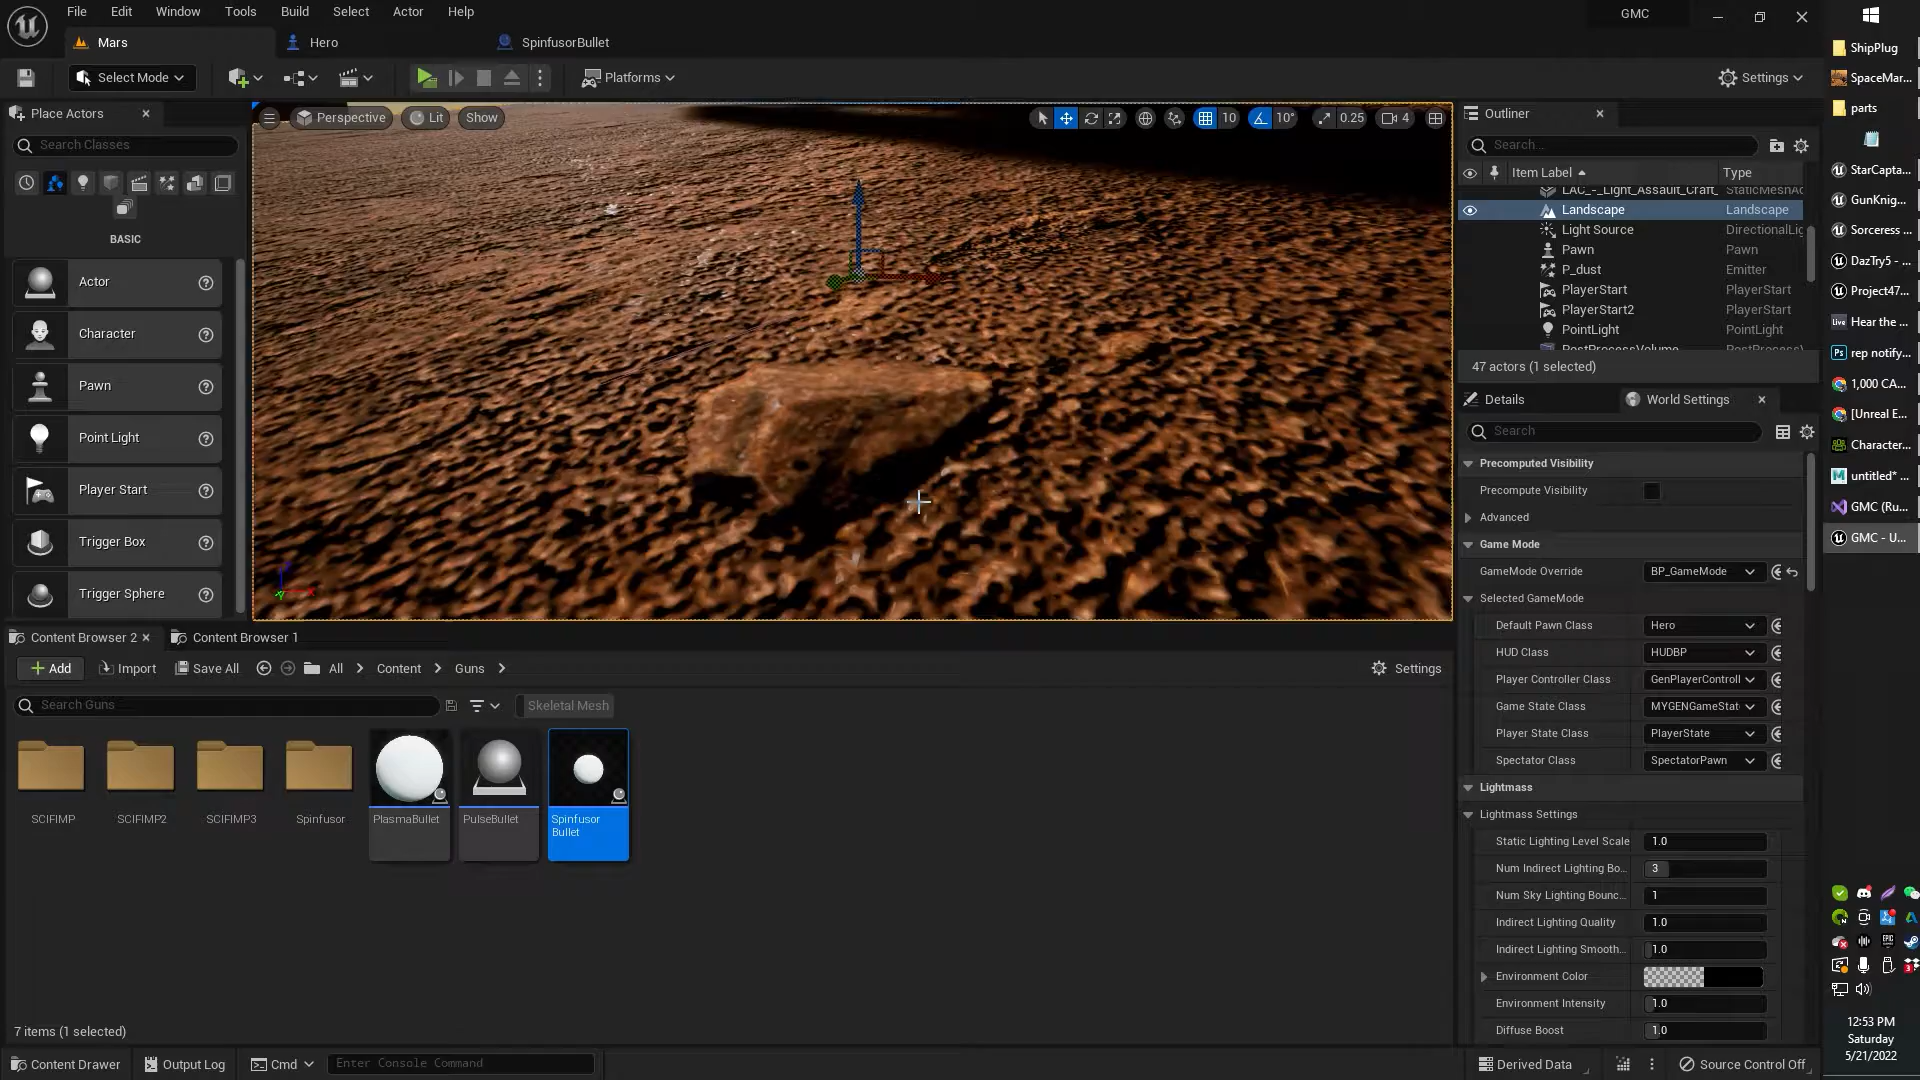 File Edit Window Tools Build Select Actor Help
GMC
Mars
Hero
SpinfusorBullet
Select Mode
Platforms
Settings
Place Actors
Search Classes
BASIC
Actor
Character
Pawn
Point Light
Player Start
Trigger Box
Trigger Sphere
Perspective
Lit
Show
10
10°
0.25
4
Outliner
Search...
Item Label
Type
LAC_-_Light_Assault_Craft_
Landscape Landscape
Light Source DirectionalLig
Pawn Pawn
P_dust Emitter
PlayerStart PlayerStart
PlayerStart2 PlayerStart
PointLight PointLight
47 actors (1 selected)
Details
World Settings
Search
Precomputed Visibility
Precompute Visibility
Advanced
Game Mode
GameMode Override BP_GameMode
Selected GameMode
Default Pawn Class Hero
HUD Class HUDBP
Player Controller Class GenPlayerControll
Game State Class MYGENGameStat
Player State Class PlayerState
Spectator Class SpectatorPawn
Lightmass
Lightmass Settings
Static Lighting Level Scale 1.0
Num Indirect Lighting Bo... 3
Num Sky Lighting Bounc... 1
Indirect Lighting Quality 1.0
Indirect Lighting Smooth... 1.0
Environment Color
Environment Intensity 1.0
Diffuse Boost 1.0
Content Browser 2
Content Browser 1
Add
Import
Save All
All
Content
Guns
Settings
Search Guns
Skeletal Mesh
SCIFIMP
SCIFIMP2
SCIFIMP3
Spinfusor
PlasmaBullet
PulseBullet
Spinfusor
Bullet
7 items (1 selected)
Content Drawer
Output Log
Cmd
Enter Console Command
Derived Data
Source Control Off
ShipPlug
SpaceMar...
parts
StarCapta...
GunKnig...
Sorceress ...
DazTry5 - ...
Project47...
Live Hear the ...
Ps rep notify...
1,000 CA...
[Unreal E...
Character...
untitled* ...
GMC (Ru...
GMC - U...
12:53 PM
Saturday
5/21/2022